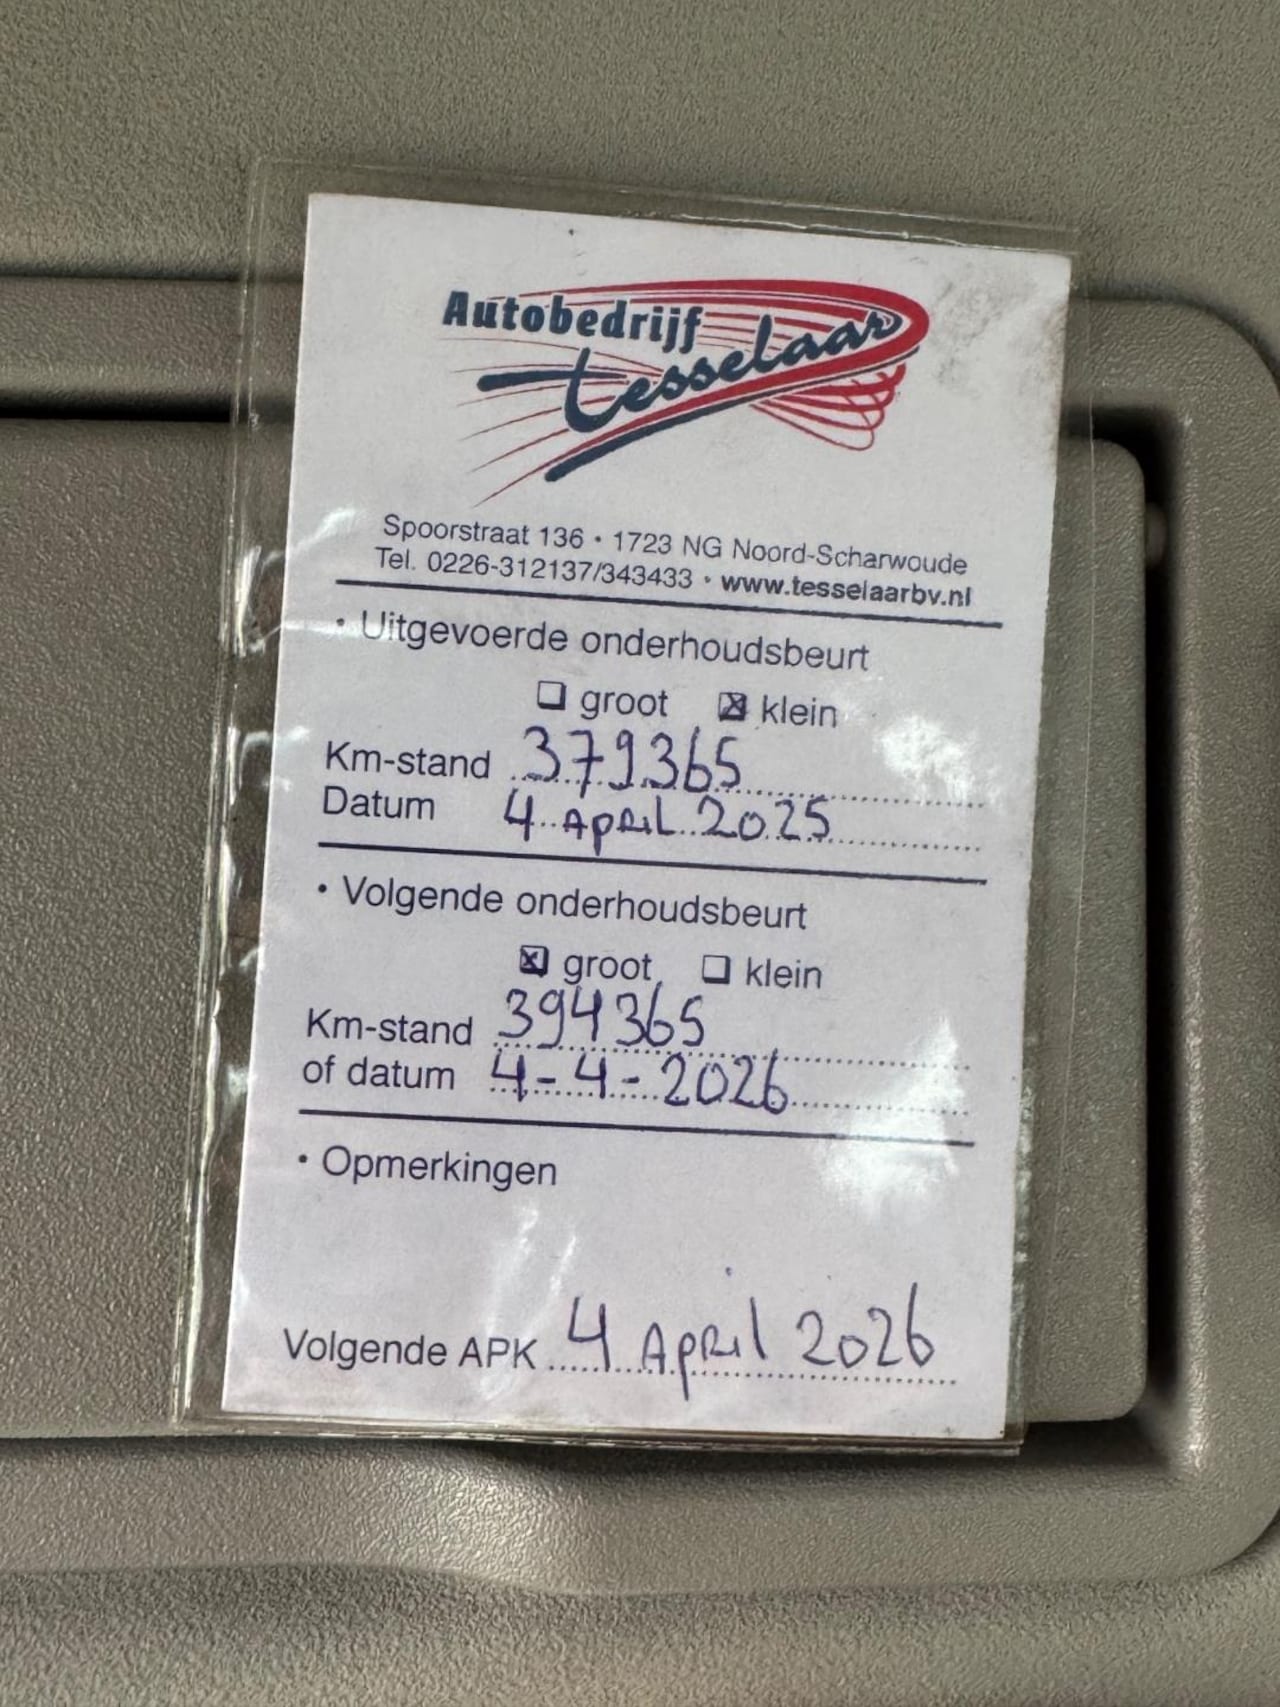 Autobedrijf
Tesselaar
Spoorstraat 136 • 1723 NG Noord-Scharwoude
Tel. 0226-312137/343433 • www.tesselaarbv.nl
• Uitgevoerde onderhoudsbeurt
☐ groot ☒ klein
Km-stand 379365
Datum 4 April 2025
• Volgende onderhoudsbeurt
☒ groot ☐ klein
Km-stand 394365
of datum 4-4-2026
• Opmerkingen
Volgende APK 4 April 2026